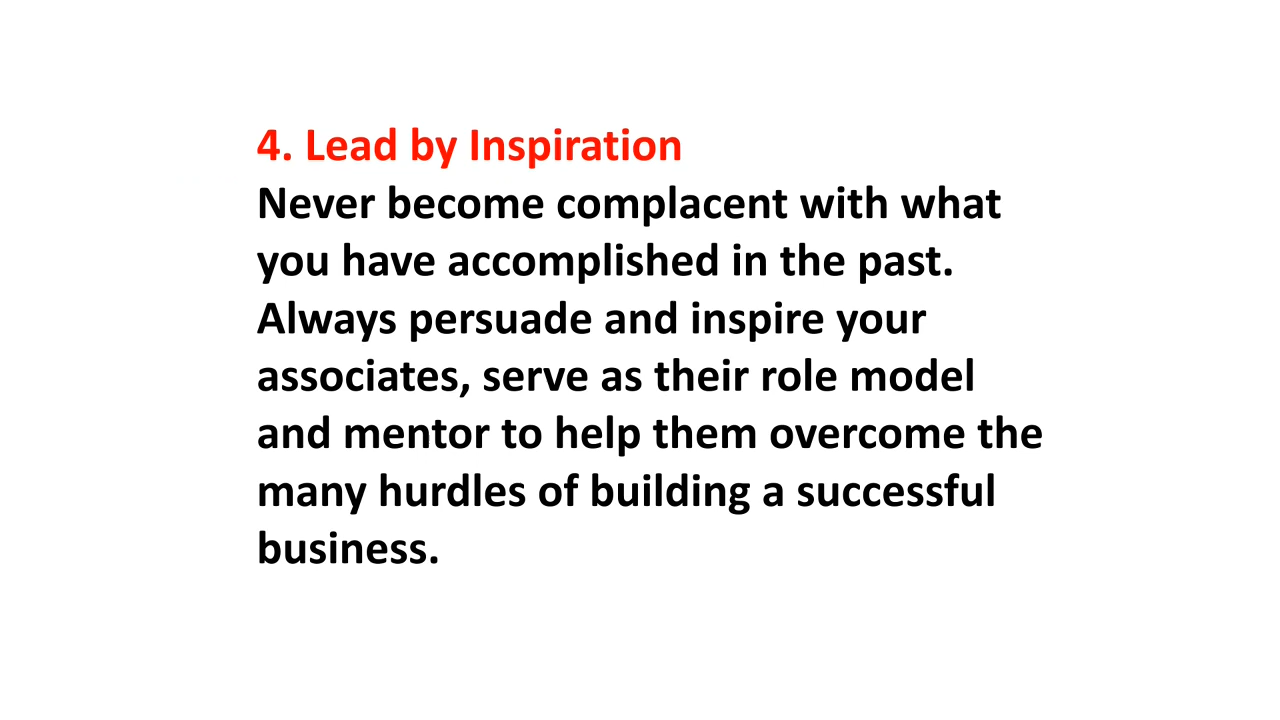 4. Lead by Inspiration
Never become complacent with what
you have accomplished in the past.
Always persuade and inspire your
associates, serve as their role model
and mentor to help them overcome the
many hurdles of building a successful
business.